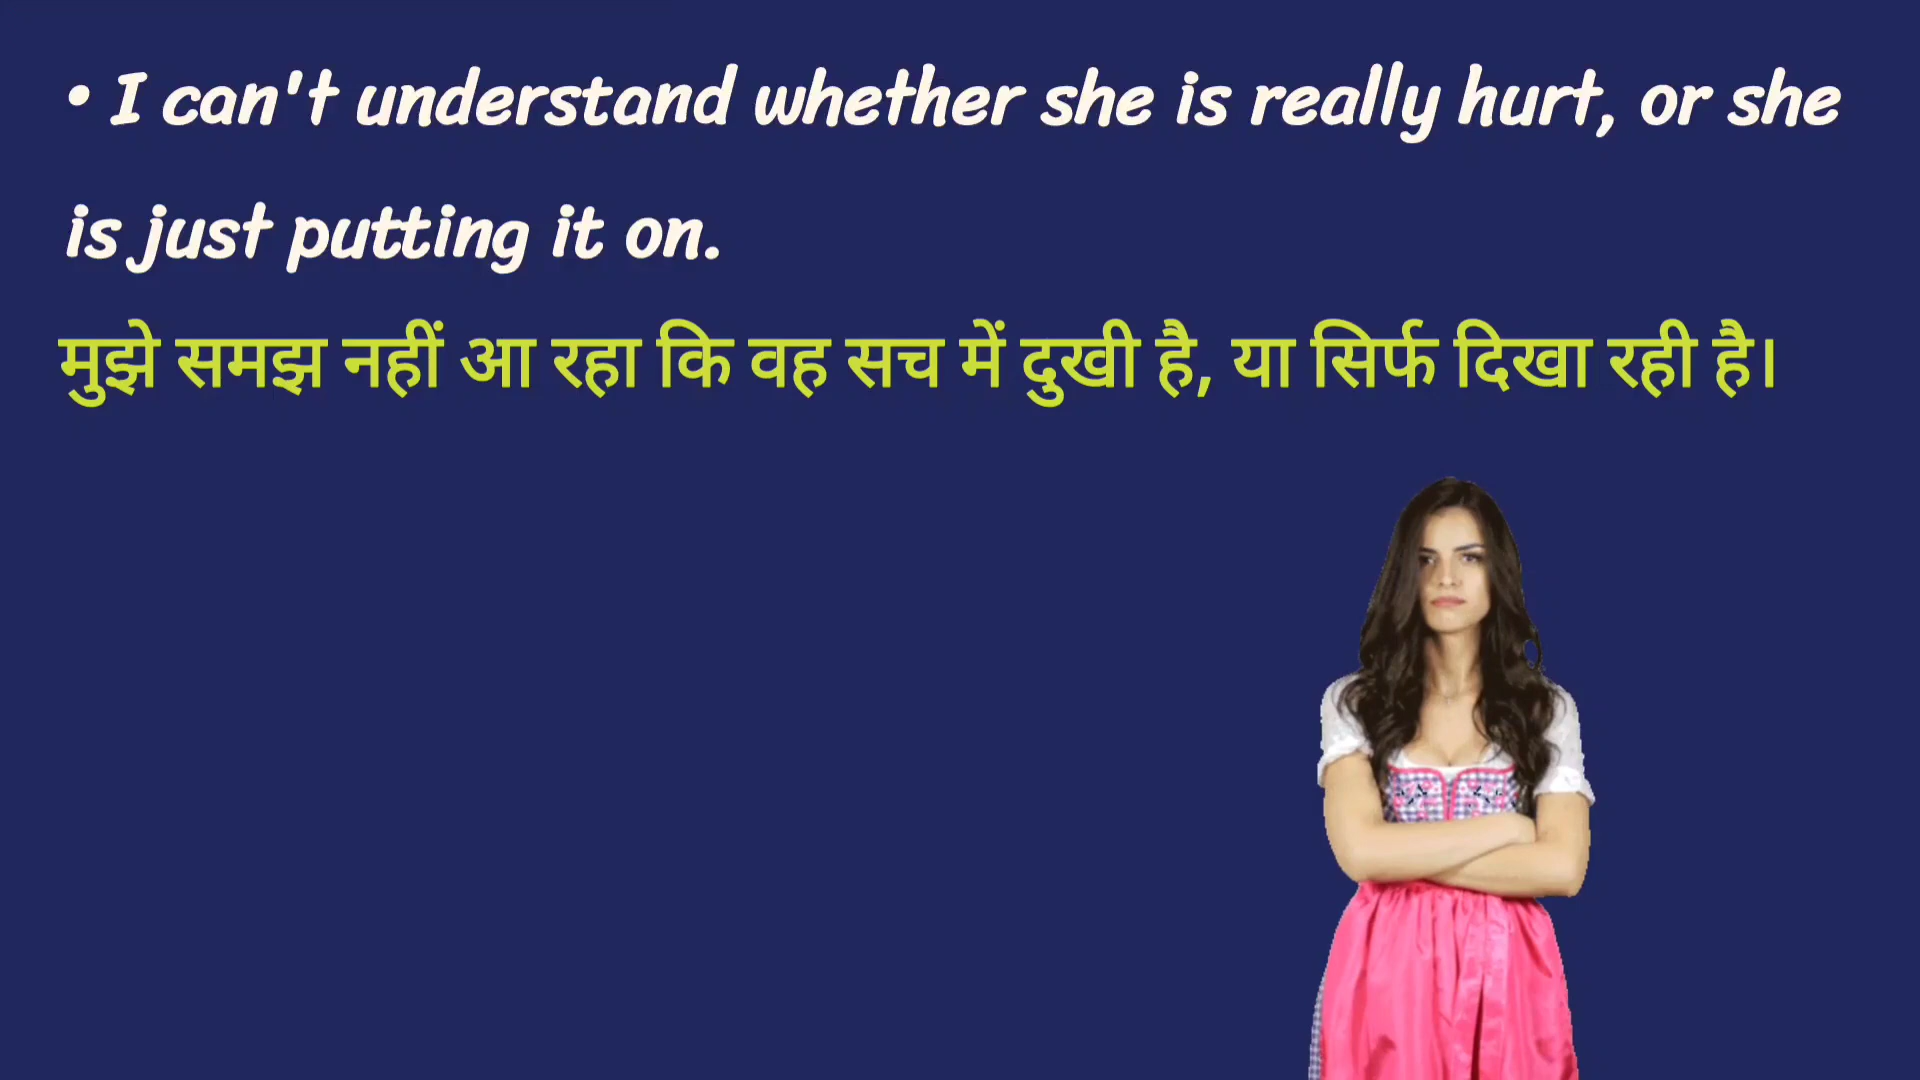 • I can't understand whether she is really hurt, or she
is just putting it on.
मुझे समझ नहीं आ रहा कि वह सच में दुखी है, या सिर्फ दिखा रही है।